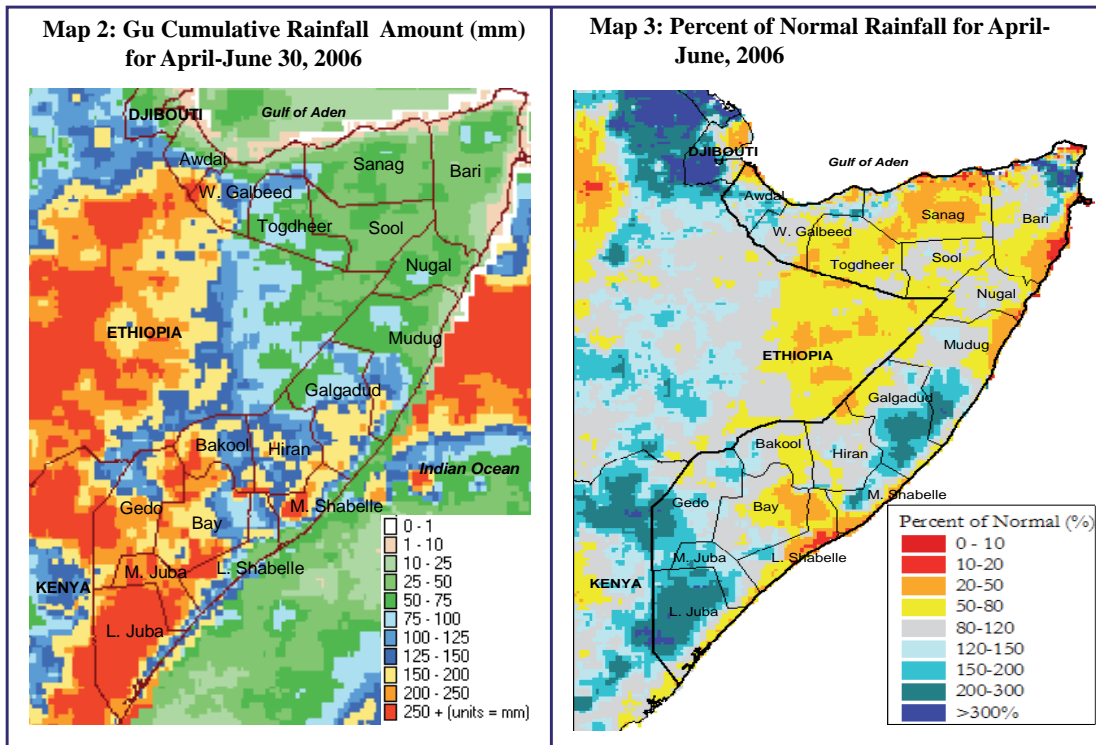 Map 2: Gu Cumulative Rainfall Amount (mm)
for April-June 30, 2006
DJIBOUTI
Gulf of Aden
Awdal
Sanag
Bari
W. Galbeed
Togdheer
Sool
Nugal
ETHIOPIA
Mudug
Galgadud
Bakool
Hiran
Indian Ocean
Gedo
Bay
M. Shabelle
KENYA
M. Juba
L. Shabelle
L. Juba
0 - 1
1 - 10
10 - 25
25 - 50
50 - 75
75 - 100
100 - 125
125 - 150
150 - 200
200 - 250
250 + (units = mm)
Map 3: Percent of Normal Rainfall for April-
June, 2006
DJIBOUTI
Gulf of Aden
Awdal
Sanag
Bari
W. Galbeed
Togdheer
Sool
Nugal
ETHIOPIA
Mudug
Galgadud
Bakool
Hiran
Gedo
Bay
M. Shabelle
M. Juba
L. Shabelle
KENYA
L. Juba
Percent of Normal (%)
0 - 10
10-20
20-50
50-80
80-120
120-150
150-200
200-300
>300%